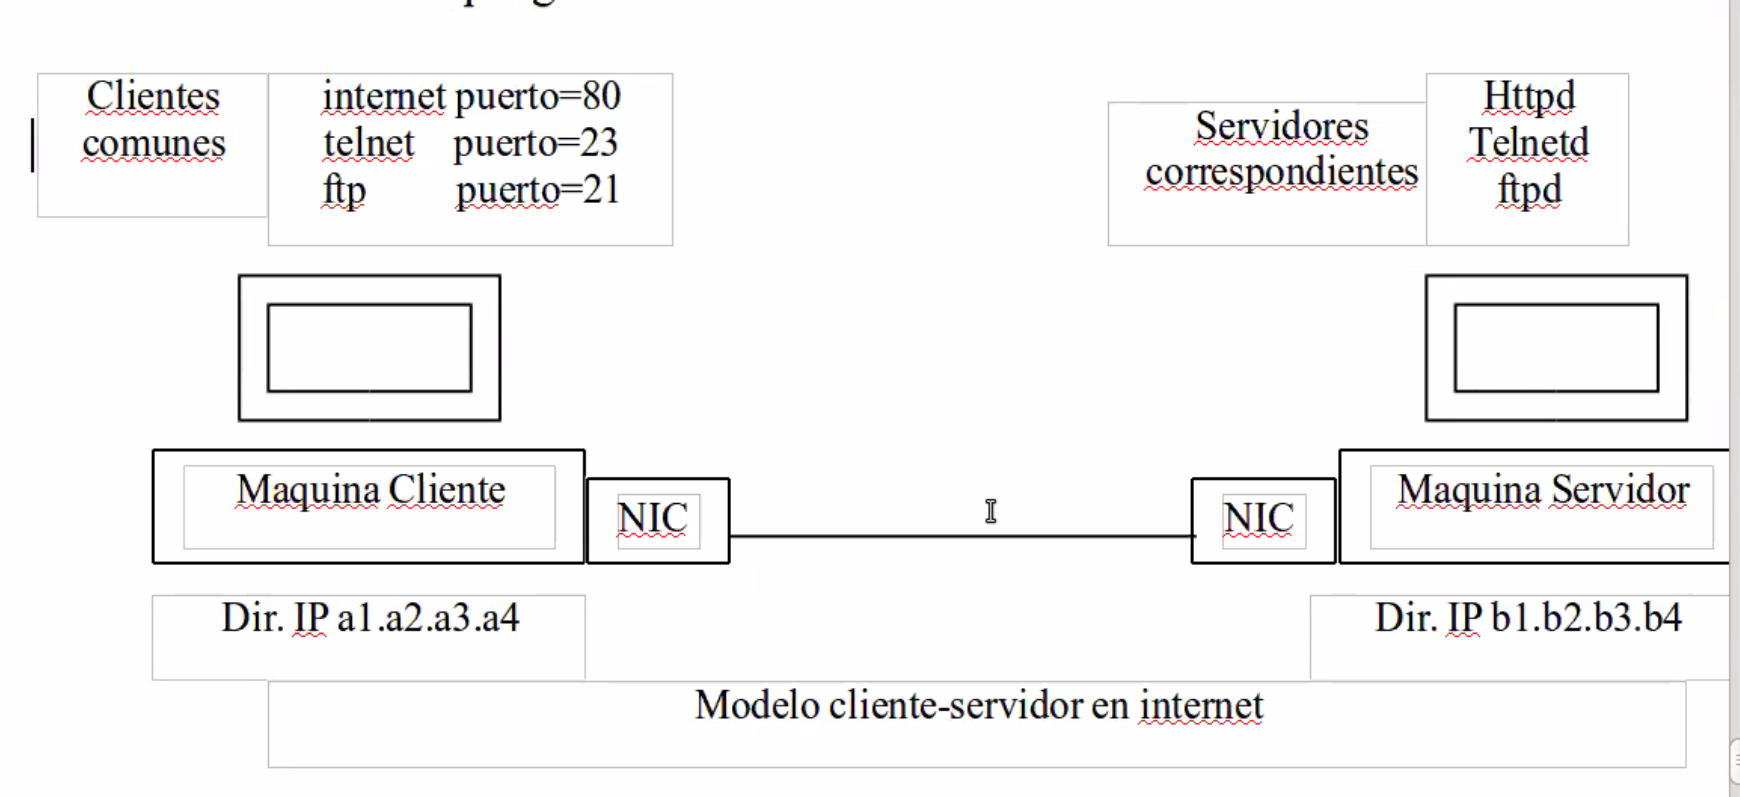 Clientes
comunes
internet puerto=80
telnet puerto=23
ftp puerto=21
Servidores
correspondientes
Httpd
Telnetd
ftpd
Maquina Cliente
NIC
NIC
Maquina Servidor
Dir. IP a1.a2.a3.a4
Dir. IP b1.b2.b3.b4
Modelo cliente-servidor en internet